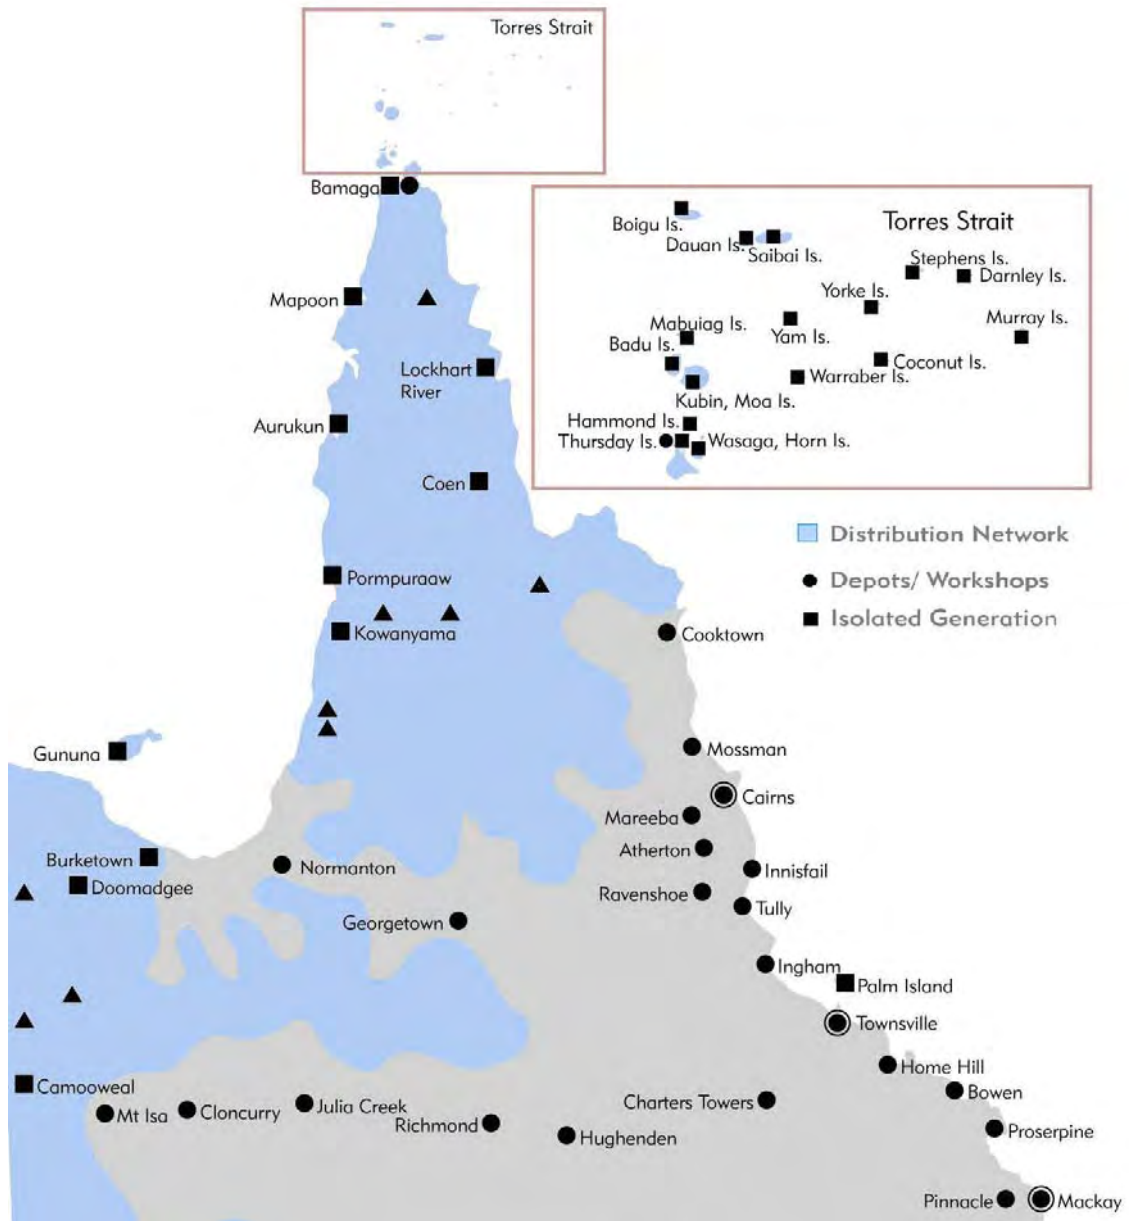 Torres Strait
Bamaga
Torres Strait
Boigu Is.
Dauan Is.
Saibai Is.
Stephens Is.
Darnley Is.
Yorke Is.
Murray Is.
Mapoon
Mabuiag Is.
Yam Is.
Badu Is.
Coconut Is.
Lockhart
River
Warraber Is.
Kubin, Moa Is.
Hammond Is.
Aurukun
Thursday Is.
Wasaga, Horn Is.
Coen
Distribution Network
Pormpuraaw
Depots/ Workshops
Isolated Generation
Kowanyama
Cooktown
Gununa
Mossman
Cairns
Mareeba
Atherton
Burketown
Normanton
Innisfail
Doomadgee
Ravenshoe
Tully
Georgetown
Ingham
Palm Island
Townsville
Home Hill
Camooweal
Bowen
Mt Isa
Cloncurry
Julia Creek
Charters Towers
Richmond
Hughenden
Proserpine
Pinnacle
Mackay